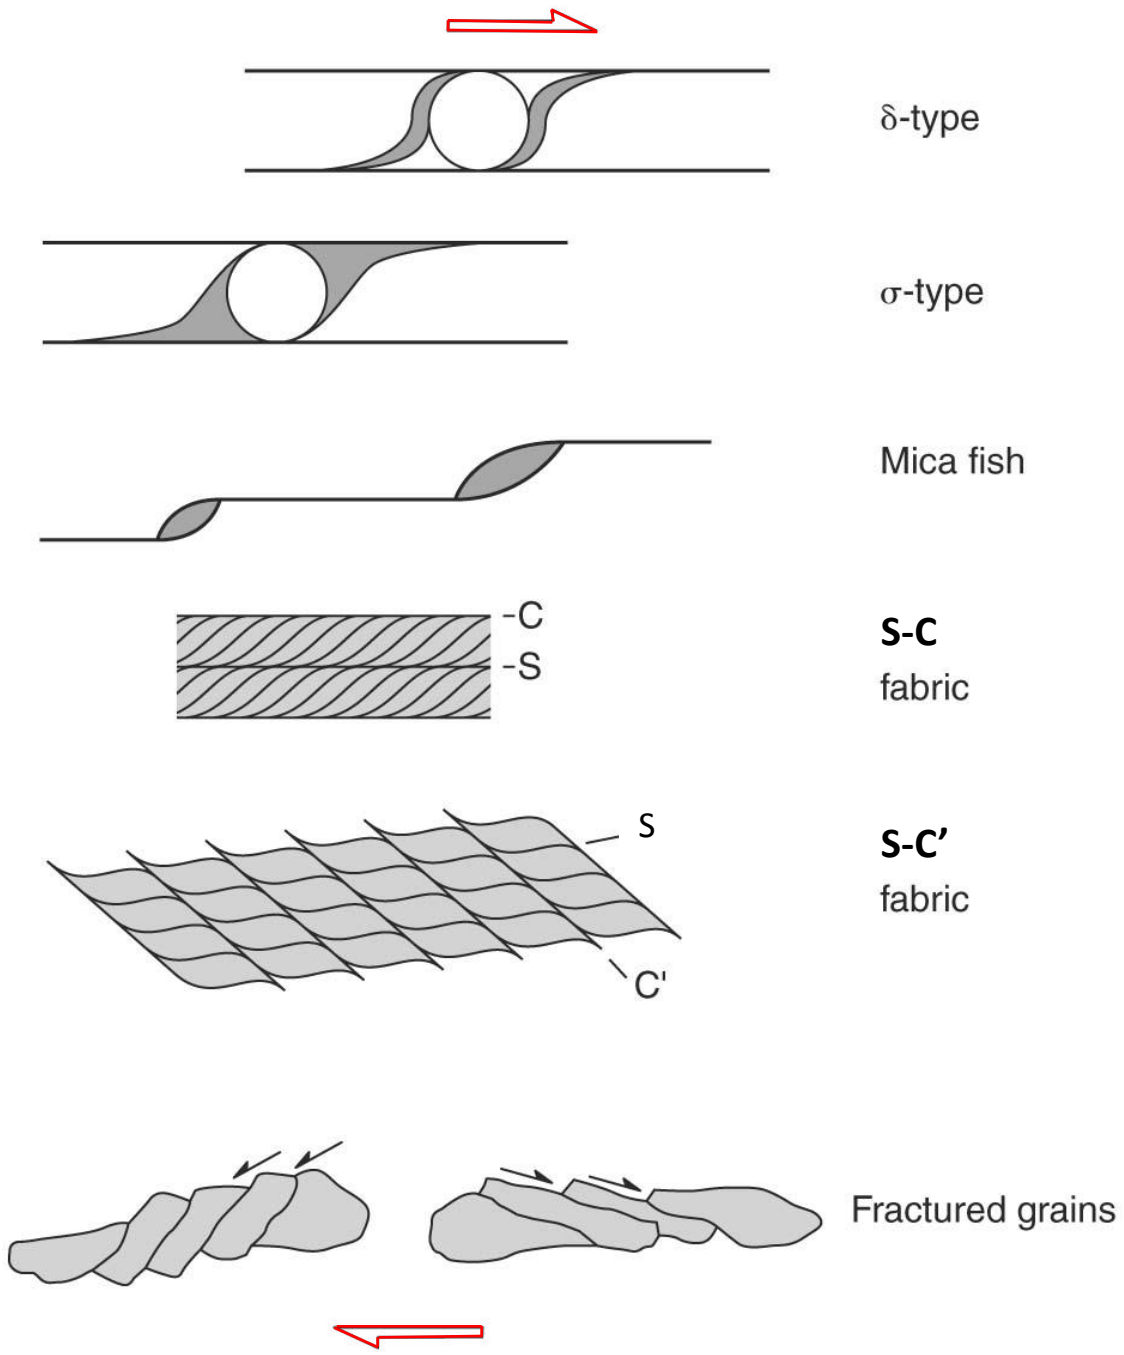 δ-type
σ-type
Mica fish
-C
-S
S-C
fabric
S
C'
S-C’
fabric
Fractured grains